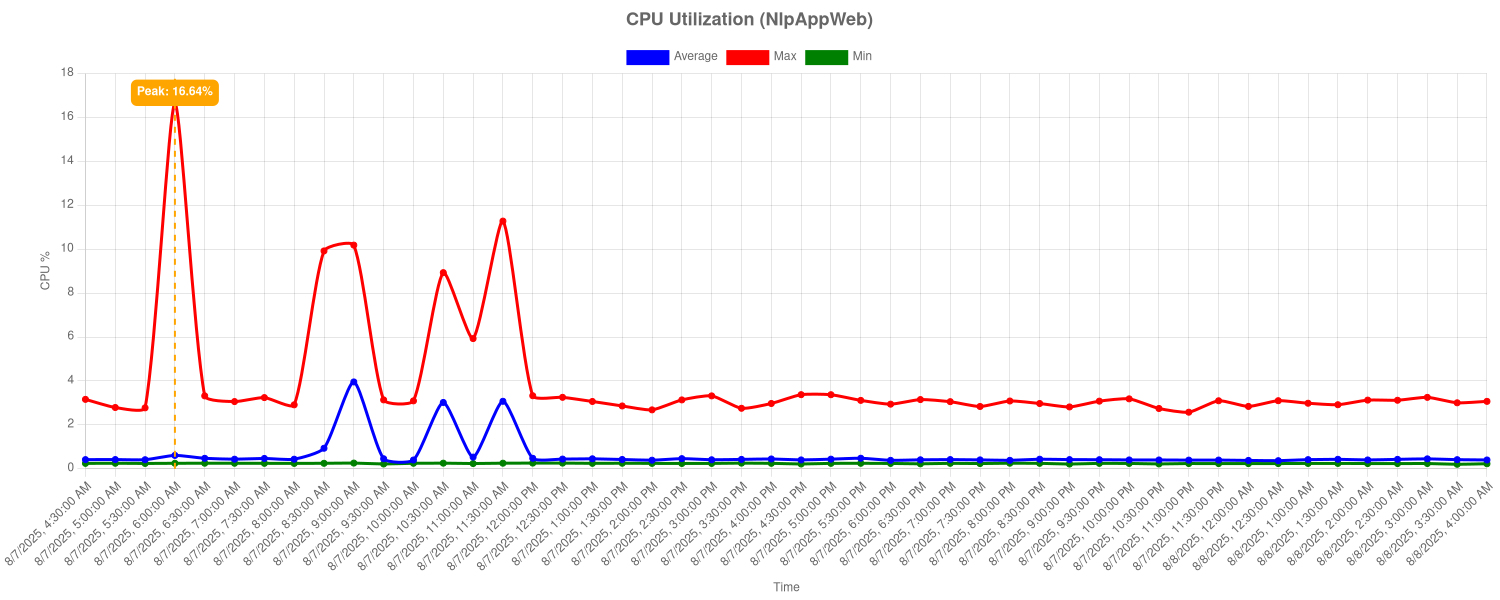 CPU Utilization (NlpAppWeb)
Average Max Min
Peak: 16.64%
18
16
14
12
10
8
6
4
2
0
CPU %
8/7/2025, 4:30:00 AM
8/7/2025, 5:00:00 AM
8/7/2025, 5:30:00 AM
8/7/2025, 6:00:00 AM
8/7/2025, 6:30:00 AM
8/7/2025, 7:00:00 AM
8/7/2025, 7:30:00 AM
8/7/2025, 8:00:00 AM
8/7/2025, 8:30:00 AM
8/7/2025, 9:00:00 AM
8/7/2025, 9:30:00 AM
8/7/2025, 10:00:00 AM
8/7/2025, 10:30:00 AM
8/7/2025, 11:00:00 AM
8/7/2025, 11:30:00 AM
8/7/2025, 12:00:00 PM
8/7/2025, 12:30:00 PM
8/7/2025, 1:00:00 PM
8/7/2025, 1:30:00 PM
8/7/2025, 2:00:00 PM
8/7/2025, 2:30:00 PM
8/7/2025, 3:00:00 PM
8/7/2025, 3:30:00 PM
8/7/2025, 4:00:00 PM
8/7/2025, 4:30:00 PM
8/7/2025, 5:00:00 PM
8/7/2025, 5:30:00 PM
8/7/2025, 6:00:00 PM
8/7/2025, 6:30:00 PM
8/7/2025, 7:00:00 PM
8/7/2025, 7:30:00 PM
8/7/2025, 8:00:00 PM
8/7/2025, 8:30:00 PM
8/7/2025, 9:00:00 PM
8/7/2025, 9:30:00 PM
8/7/2025, 10:00:00 PM
8/7/2025, 10:30:00 PM
8/7/2025, 11:00:00 PM
8/7/2025, 11:30:00 PM
8/8/2025, 12:00:00 AM
8/8/2025, 12:30:00 AM
8/8/2025, 1:00:00 AM
8/8/2025, 1:30:00 AM
8/8/2025, 2:00:00 AM
8/8/2025, 2:30:00 AM
8/8/2025, 3:00:00 AM
8/8/2025, 3:30:00 AM
8/8/2025, 4:00:00 AM
Time